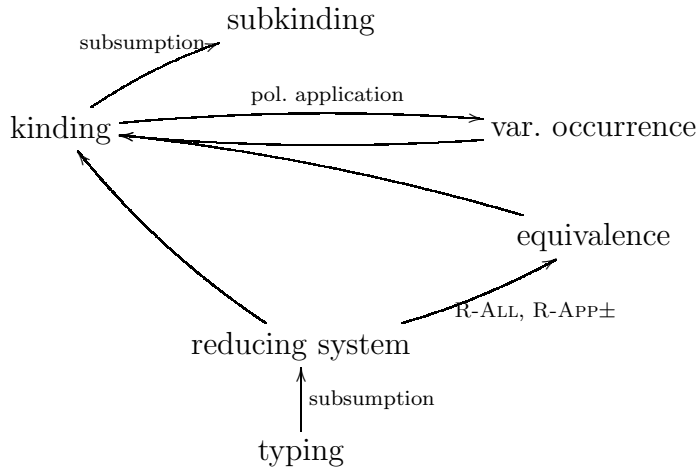 subkinding
subsumption
pol. application
kinding
var. occurrence
equivalence
R-ALL, R-APP±
reducing system
subsumption
typing